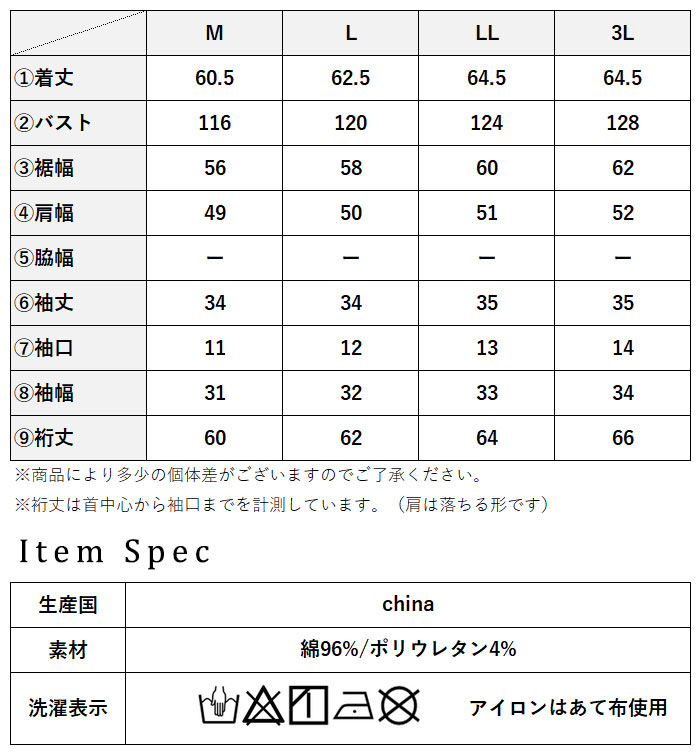 M L LL 3L
①着丈 60.5 62.5 64.5 64.5
②バスト 116 120 124 128
③裾幅 56 58 60 62
④肩幅 49 50 51 52
⑤脇幅 ー ー ー ー
⑥袖丈 34 34 35 35
⑦袖口 11 12 13 14
⑧袖幅 31 32 33 34
⑨裄丈 60 62 64 66
※商品により多少の個体差がございますのでご了承ください。
※裄丈は首中心から袖口までを計測しています。（肩は落ちる形です）
Item Spec
生産国 china
素材 綿96%/ポリウレタン4%
洗濯表示 アイロンはあて布使用